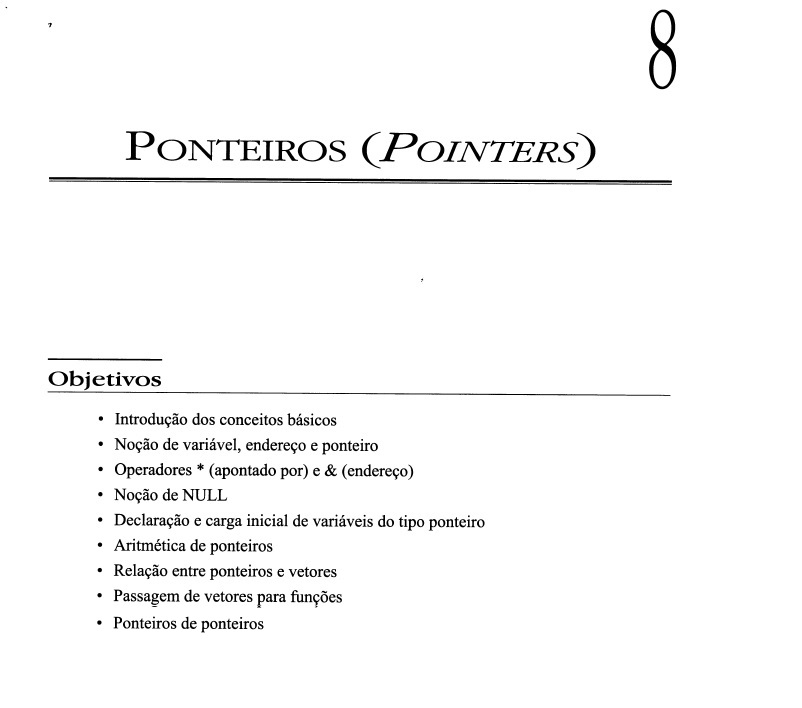 8
PONTEIROS (POINTERS)
Objetivos
• Introdução dos conceitos básicos
• Noção de variável, endereço e ponteiro
• Operadores * (apontado por) e & (endereço)
• Noção de NULL
• Declaração e carga inicial de variáveis do tipo ponteiro
• Aritmética de ponteiros
• Relação entre ponteiros e vetores
• Passagem de vetores para funções
• Ponteiros de ponteiros